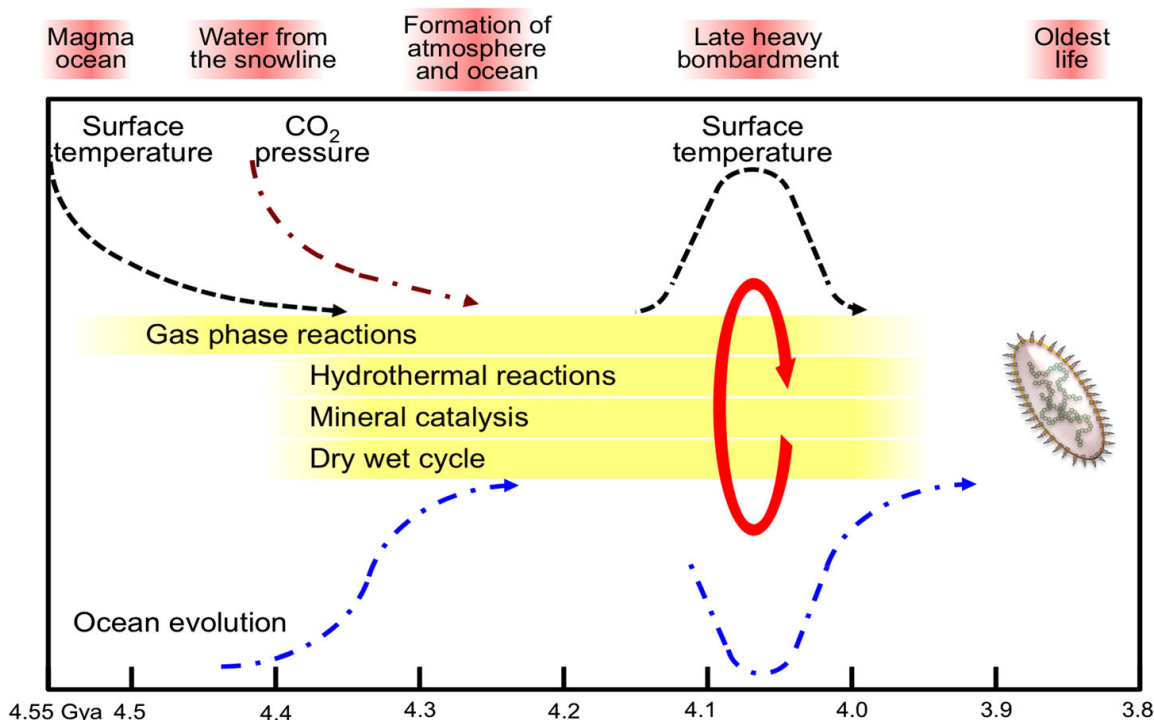 Magma
ocean
Water from
the snowline
Formation of
atmosphere
and ocean
Late heavy
bombardment
Oldest
life
Surface
temperature
CO₂
pressure
Surface
temperature
Gas phase reactions
Hydrothermal reactions
Mineral catalysis
Dry wet cycle
Ocean evolution
4.55 Gya 4.5 4.4 4.3 4.2 4.1 4.0 3.9 3.8